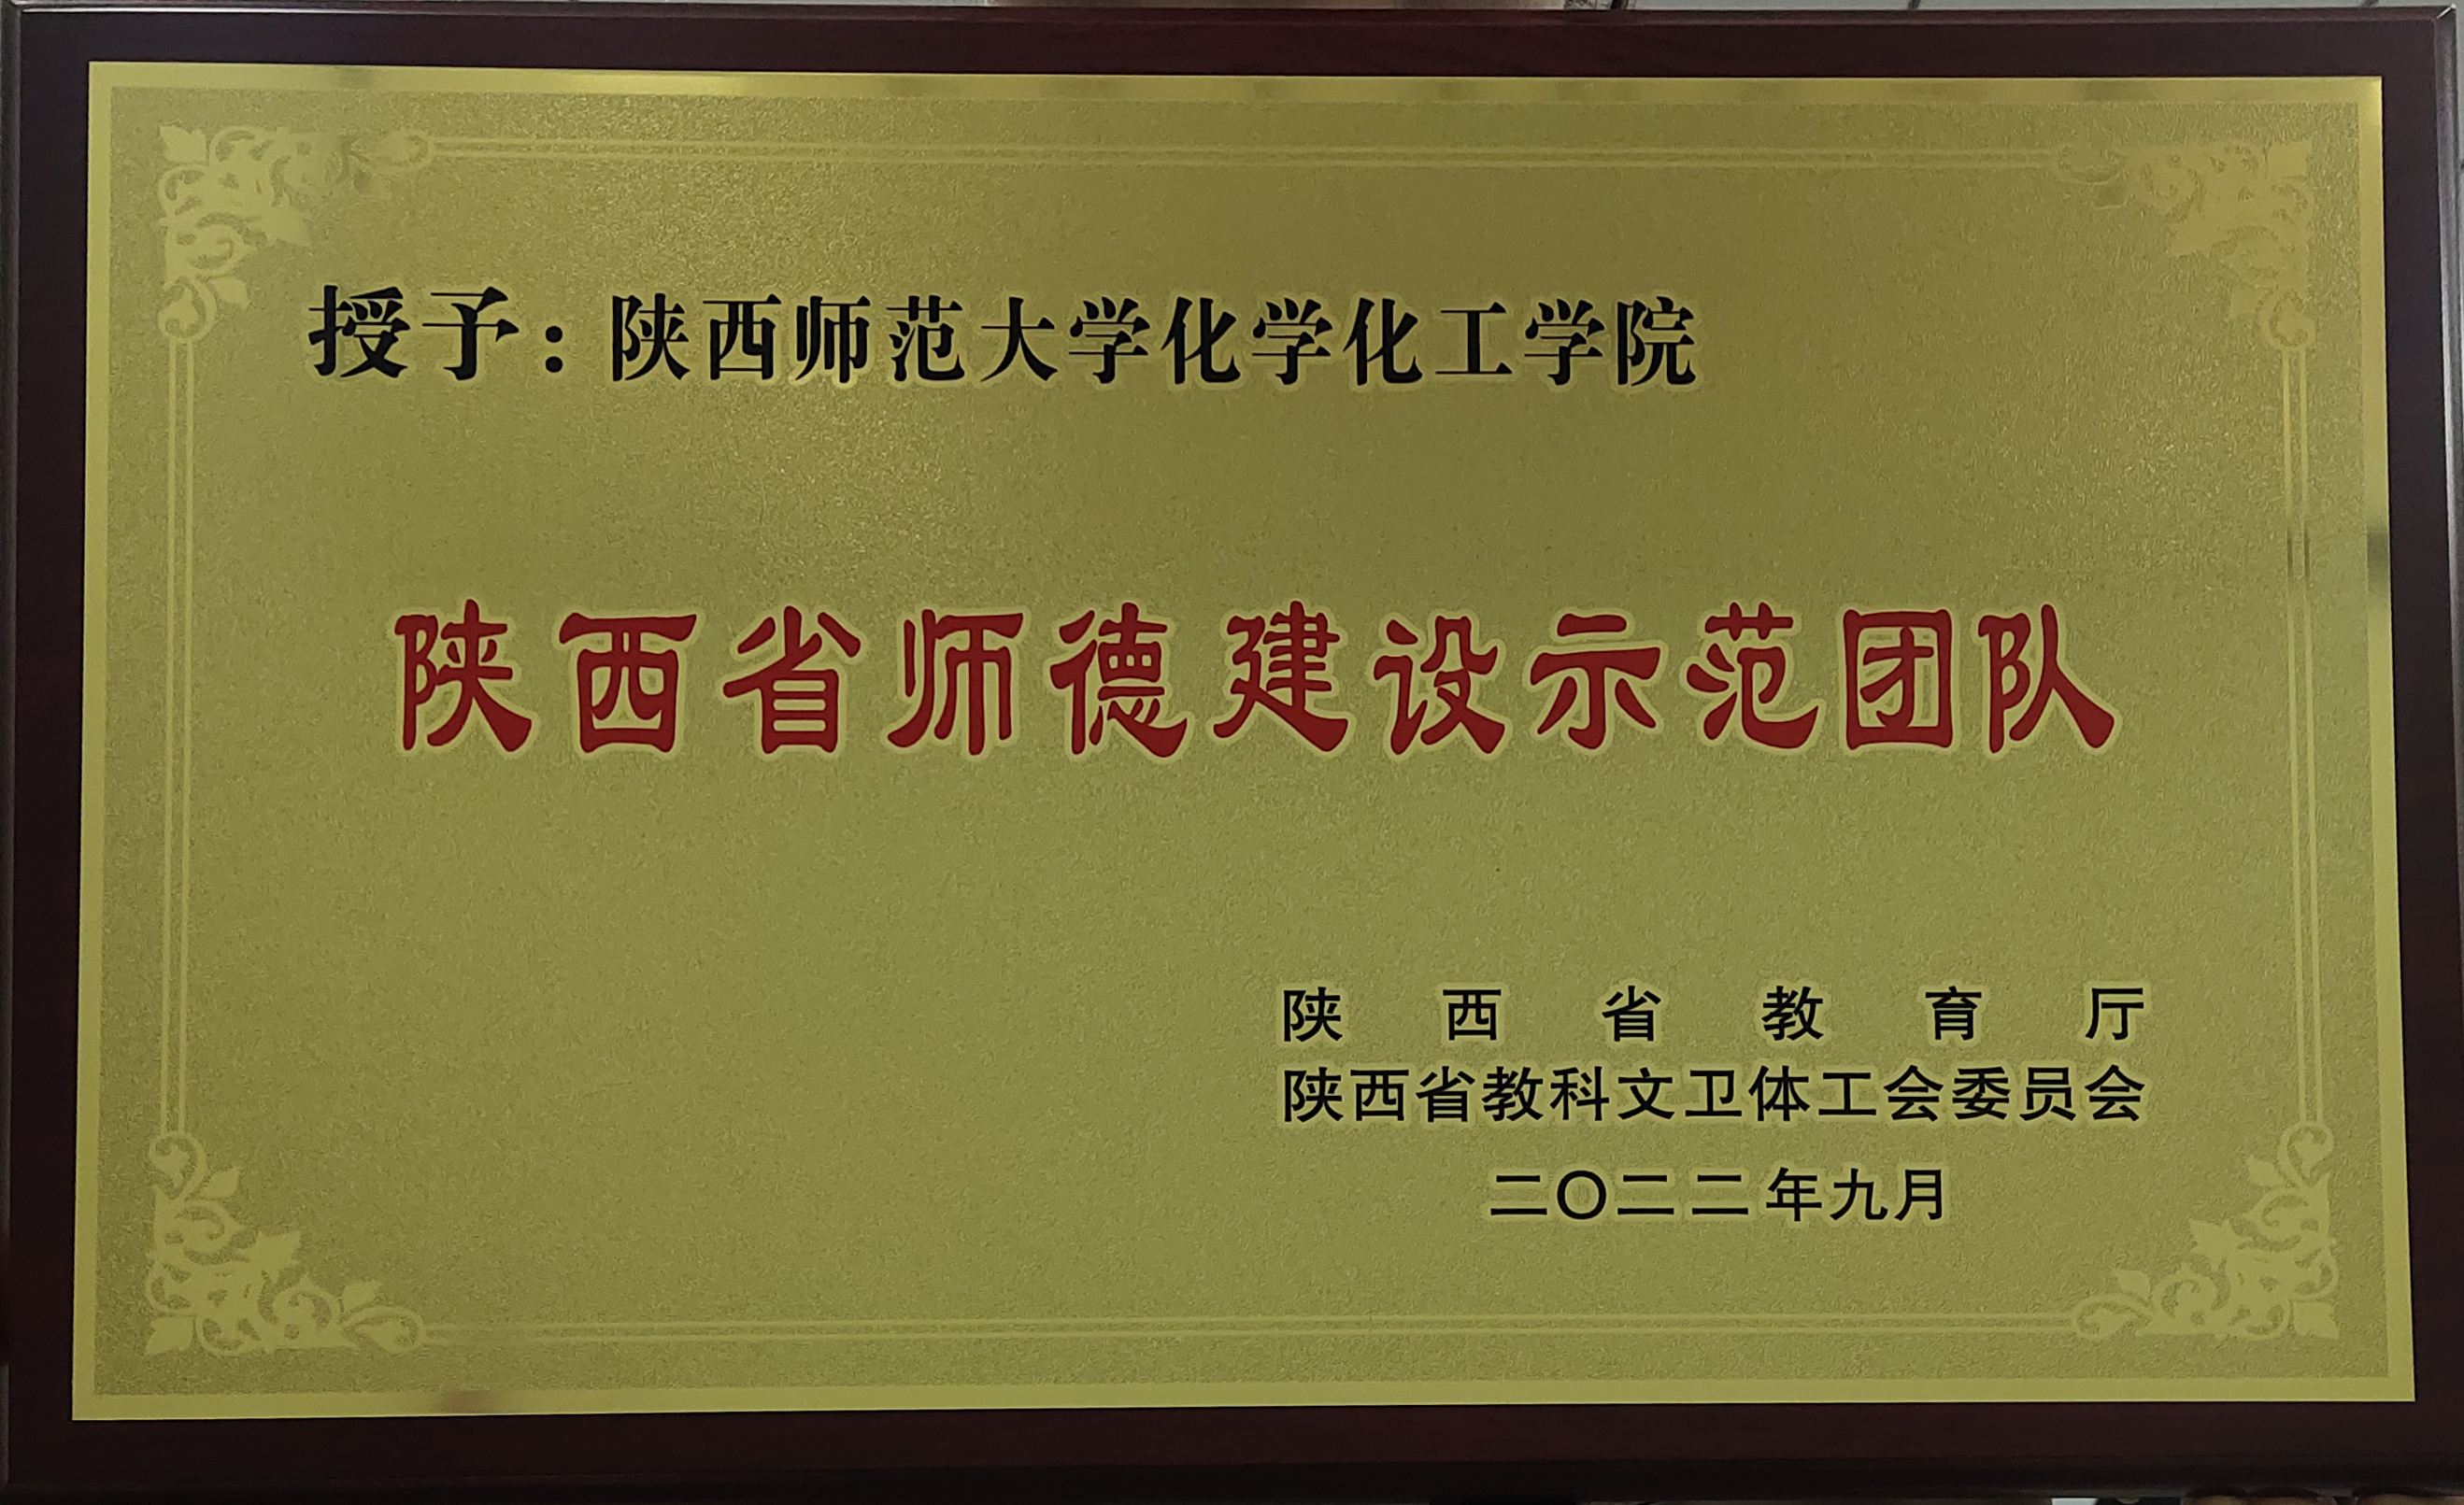 授予：陕西师范大学化学化工学院
陕西省师德建设示范团队
陕西省教育厅
陕西省教科文卫体工会委员会
二〇二二年九月